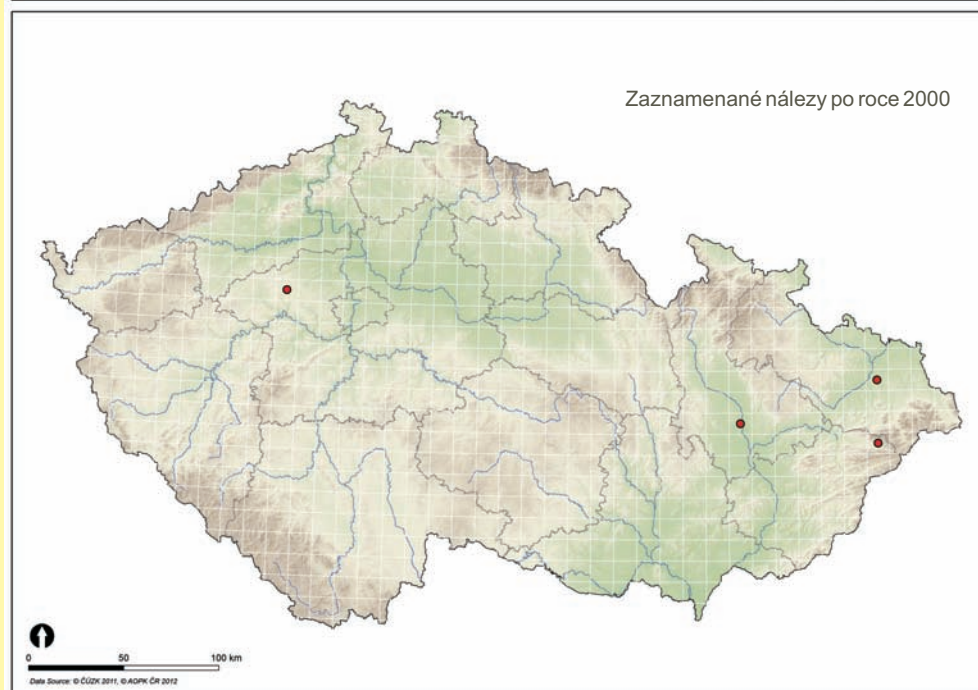 Zaznamenané nálezy po roce 2000
0 50 100 km
Data Source: © ČÚZK 2011, © AOPK ČR 2012